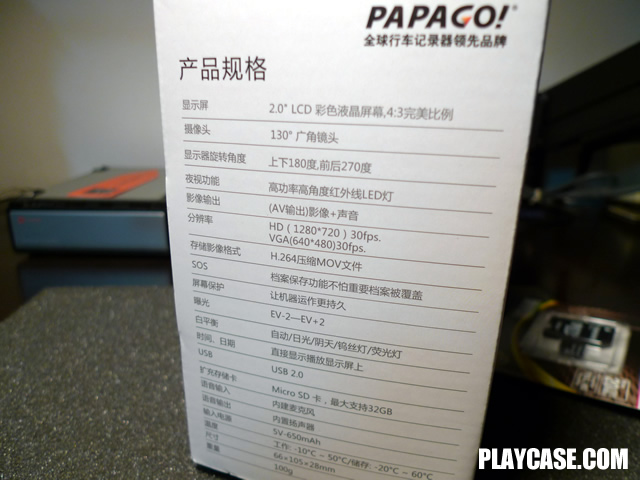 PAPAGO!®
全球行车记录器领先品牌
产品规格
显示屏 2.0" LCD 彩色液晶屏幕,4:3完美比例
摄像头 130° 广角镜头
显示器旋转角度 上下180度,前后270度
夜视功能 高功率高角度红外线LED灯
影像输出 (AV输出)影像+声音
分辨率 HD（1280*720）30fps.
VGA(640*480)30fps.
存储影像格式 H.264压缩MOV文件
SOS 档案保存功能不怕重要档案被覆盖
屏幕保护 让机器运作更持久
曝光 EV-2—EV+2
白平衡 自动/日光/阴天/钨丝灯/荧光灯
时间、日期 直接显示播放显示屏上
USB USB 2.0
扩充存储卡 Micro SD 卡，最大支持32GB
语音输入 内建麦克风
语音输出 内置扬声器
输入电源 5V-650mAh
温度 工作: -10°C ~ 50°C/储存: -20°C ~ 60°C
尺寸 66×105×28mm
重量 100g
PLAYCASE.COM